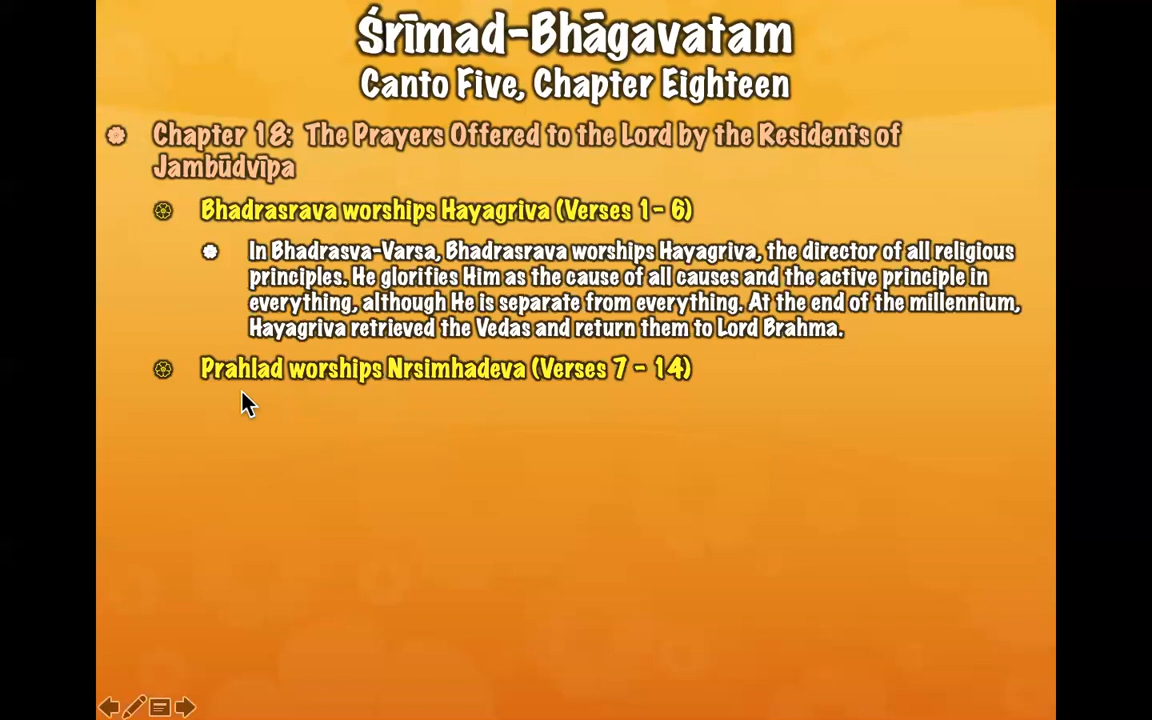 Śrīmad-Bhāgavatam
Canto Five, Chapter Eighteen
Chapter 18: The Prayers Offered to the Lord by the Residents of
Jambūdvīpa
Bhadrasrava worships Hayagriva (Verses 1- 6)
In Bhadrasva-Varsa, Bhadrasrava worships Hayagriva, the director of all religious
principles. He glorifies Him as the cause of all causes and the active principle in
everything, although He is separate from everything. At the end of the millennium,
Hayagriva retrieved the Vedas and return them to Lord Brahma.
Prahlad worships Nrsimhadeva (Verses 7 - 14)